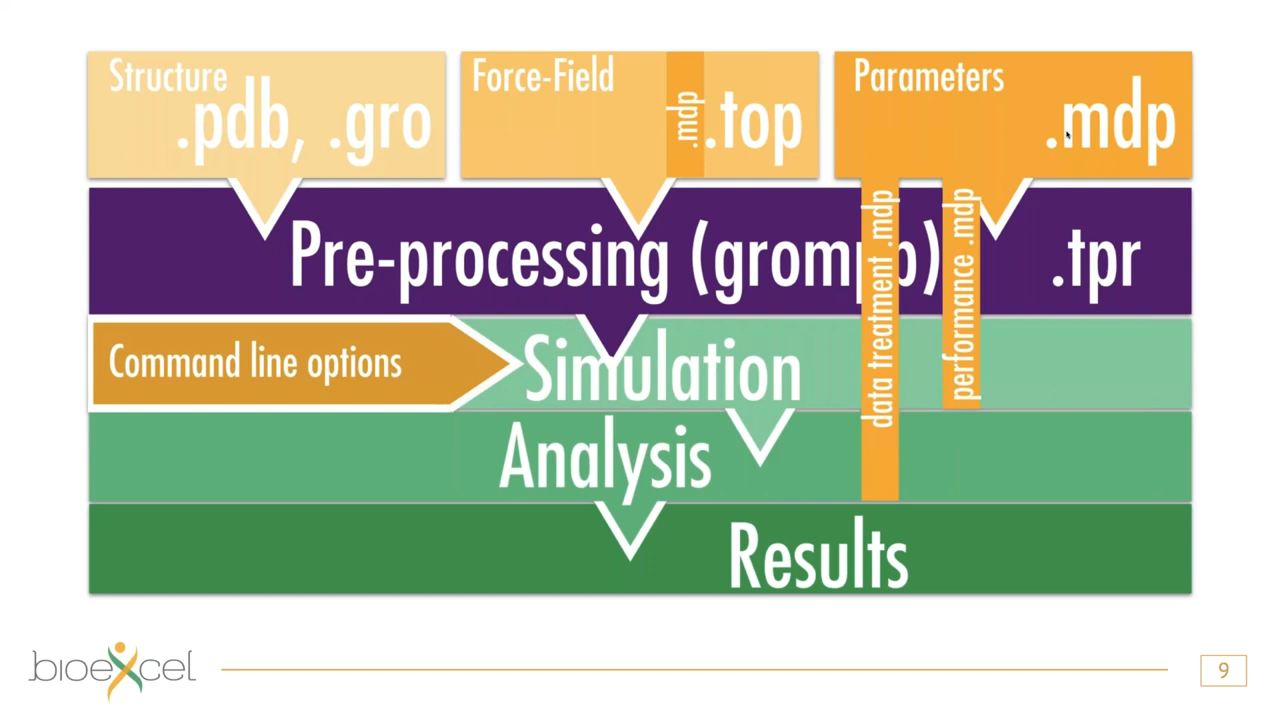 Structure
.pdb, .gro
Force-Field
.mdp
.top
Parameters
.mdp
Pre-processing (grompp)
.tpr
data treatment .mdp
performance .mdp
Command line options
Simulation
Analysis
Results
bioexcel
9